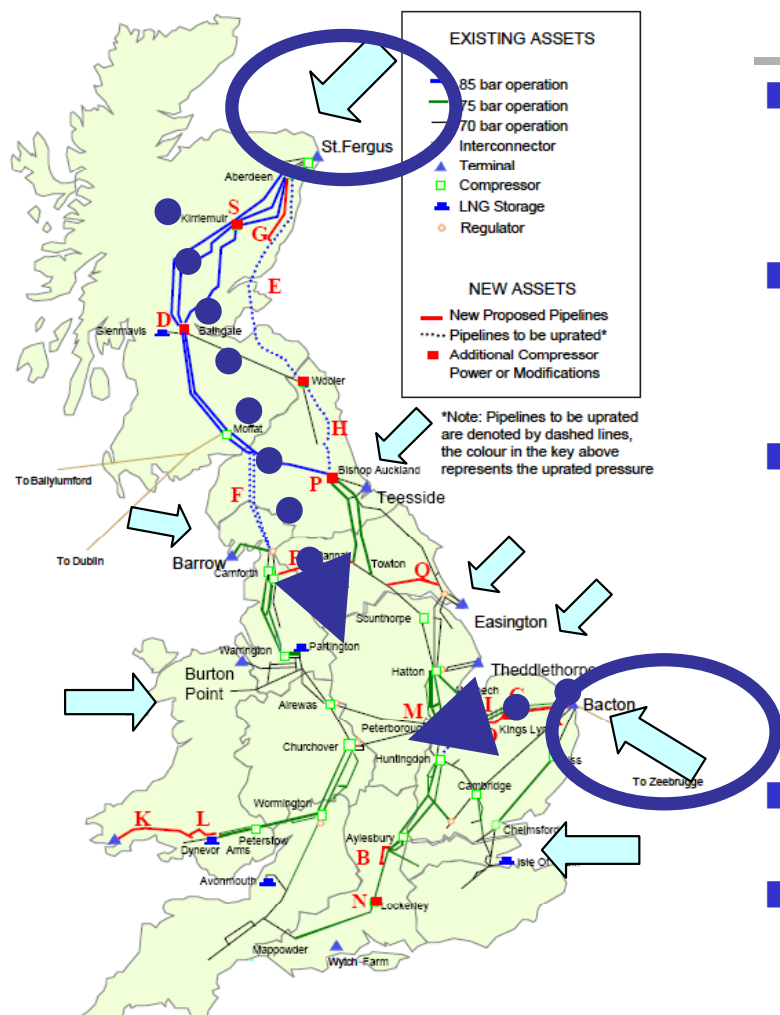 EXISTING ASSETS
85 bar operation
75 bar operation
70 bar operation
Interconnector
Terminal
Compressor
LNG Storage
Regulator
NEW ASSETS
New Proposed Pipelines
Pipelines to be uprated*
Additional Compressor
Power or Modifications
*Note: Pipelines to be uprated
are denoted by dashed lines,
the colour in the key above
represents the uprated pressure
St.Fergus
Aberdeen
S
Kirriemuir
G
E
D
Glenmavis
Bathgate
Wooler
H
Moffat
To Ballylumford
Bishop Auckland
P
F
Teesside
To Dublin
Barrow
Carnforth
Towton
Q
Easington
Hatton
Theddlethorpe
Warrington
Partington
Burton
Point
Alrewas
M
Peterborough
Kings Lynn
Bacton
Churchover
Huntingdon
To Zeebrugge
Cambridge
Wormington
K
L
Peterstow
Dynevor Arms
Aylesbury
B
Chelmsford
Isle Of
Avonmouth
N
Lockerley
Mappowder
Wytch Farm